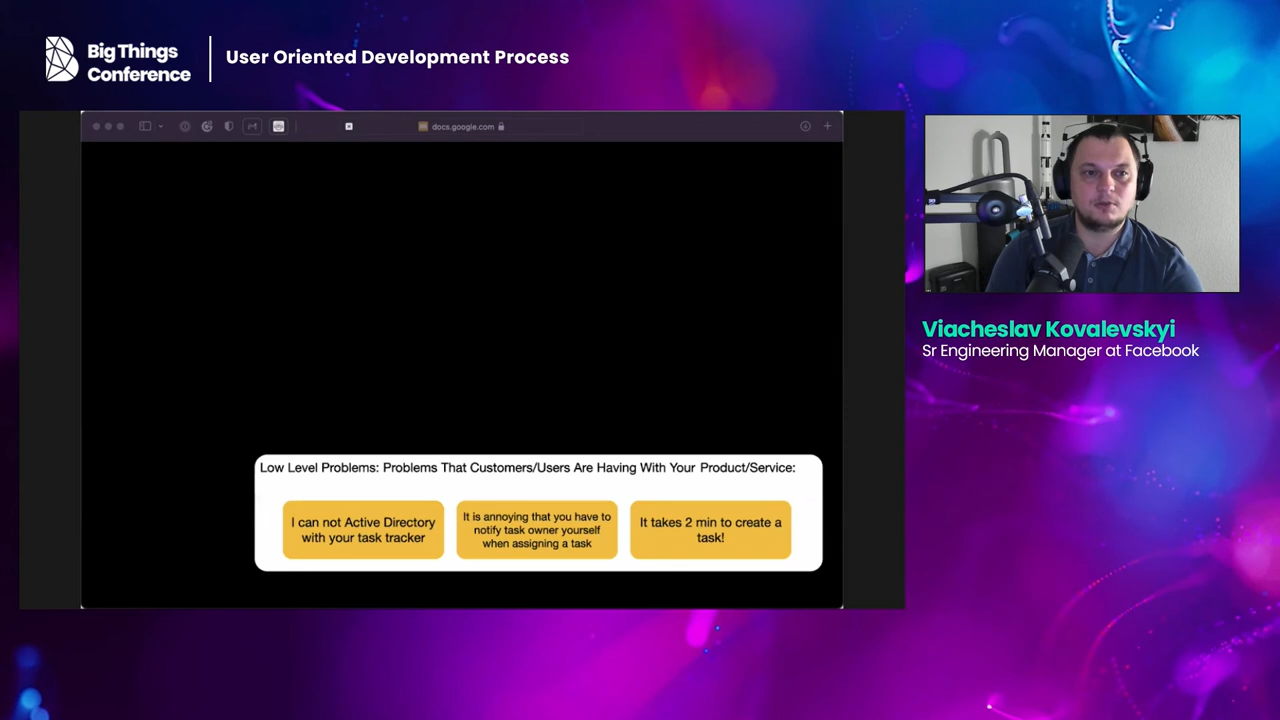 Big Things
Conference
User Oriented Development Process
docs.google.com
Viacheslav Kovalevskyi
Sr Engineering Manager at Facebook
Low Level Problems: Problems That Customers/Users Are Having With Your Product/Service:
I can not Active Directory
with your task tracker
It is annoying that you have to
notify task owner yourself
when assigning a task
It takes 2 min to create a
task!